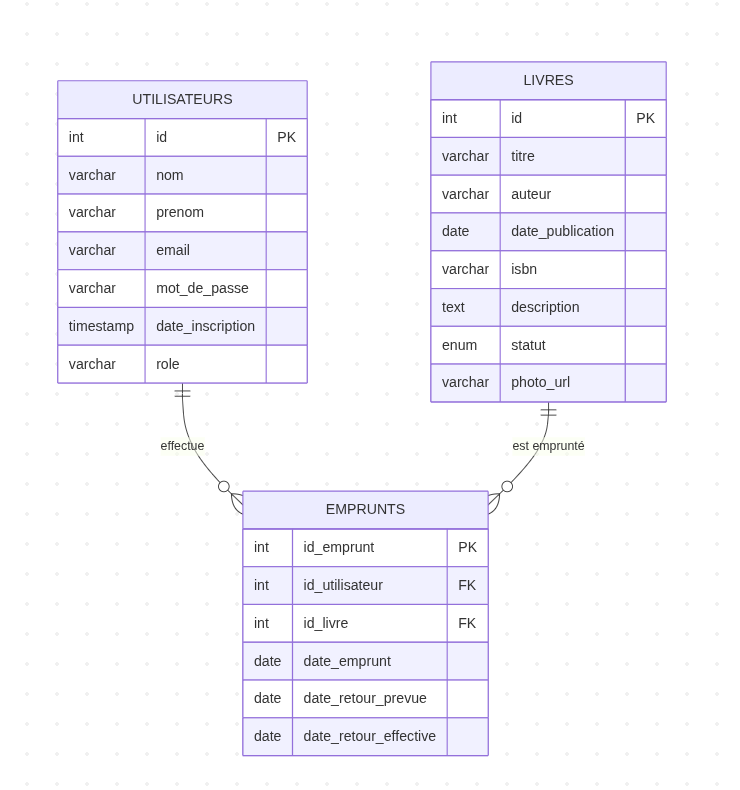 UTILISATEURS
int id PK
varchar nom
varchar prenom
varchar email
varchar mot_de_passe
timestamp date_inscription
varchar role
LIVRES
int id PK
varchar titre
varchar auteur
date date_publication
varchar isbn
text description
enum statut
varchar photo_url
effectue
est emprunté
EMPRUNTS
int id_emprunt PK
int id_utilisateur FK
int id_livre FK
date date_emprunt
date date_retour_prevue
date date_retour_effective